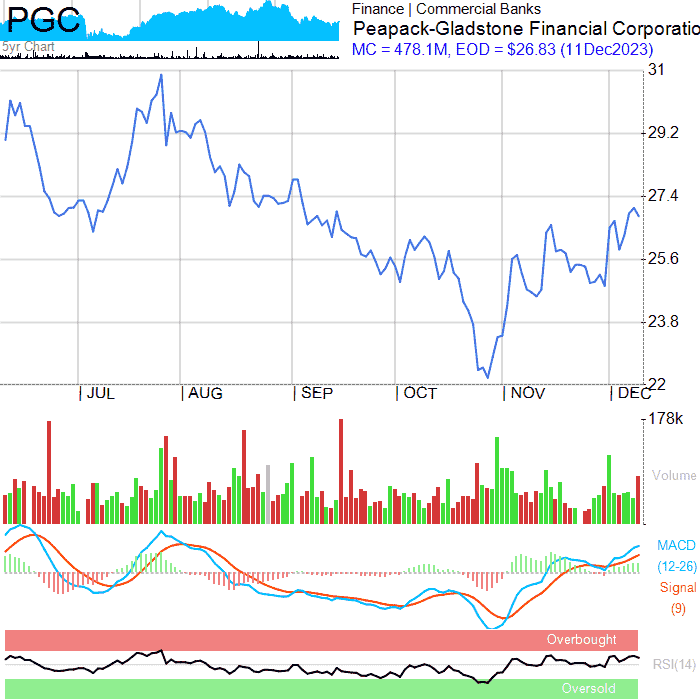 PGC
5yr Chart
Finance | Commercial Banks
Peapack-Gladstone Financial Corporatio
MC = 478.1M, EOD = $26.83 (11Dec2023)
31
29.2
27.4
25.6
23.8
22
| JUL | AUG | SEP | OCT | NOV | DEC
178k
Volume
MACD
(12-26)
Signal
(9)
Overbought
RSI(14)
Oversold